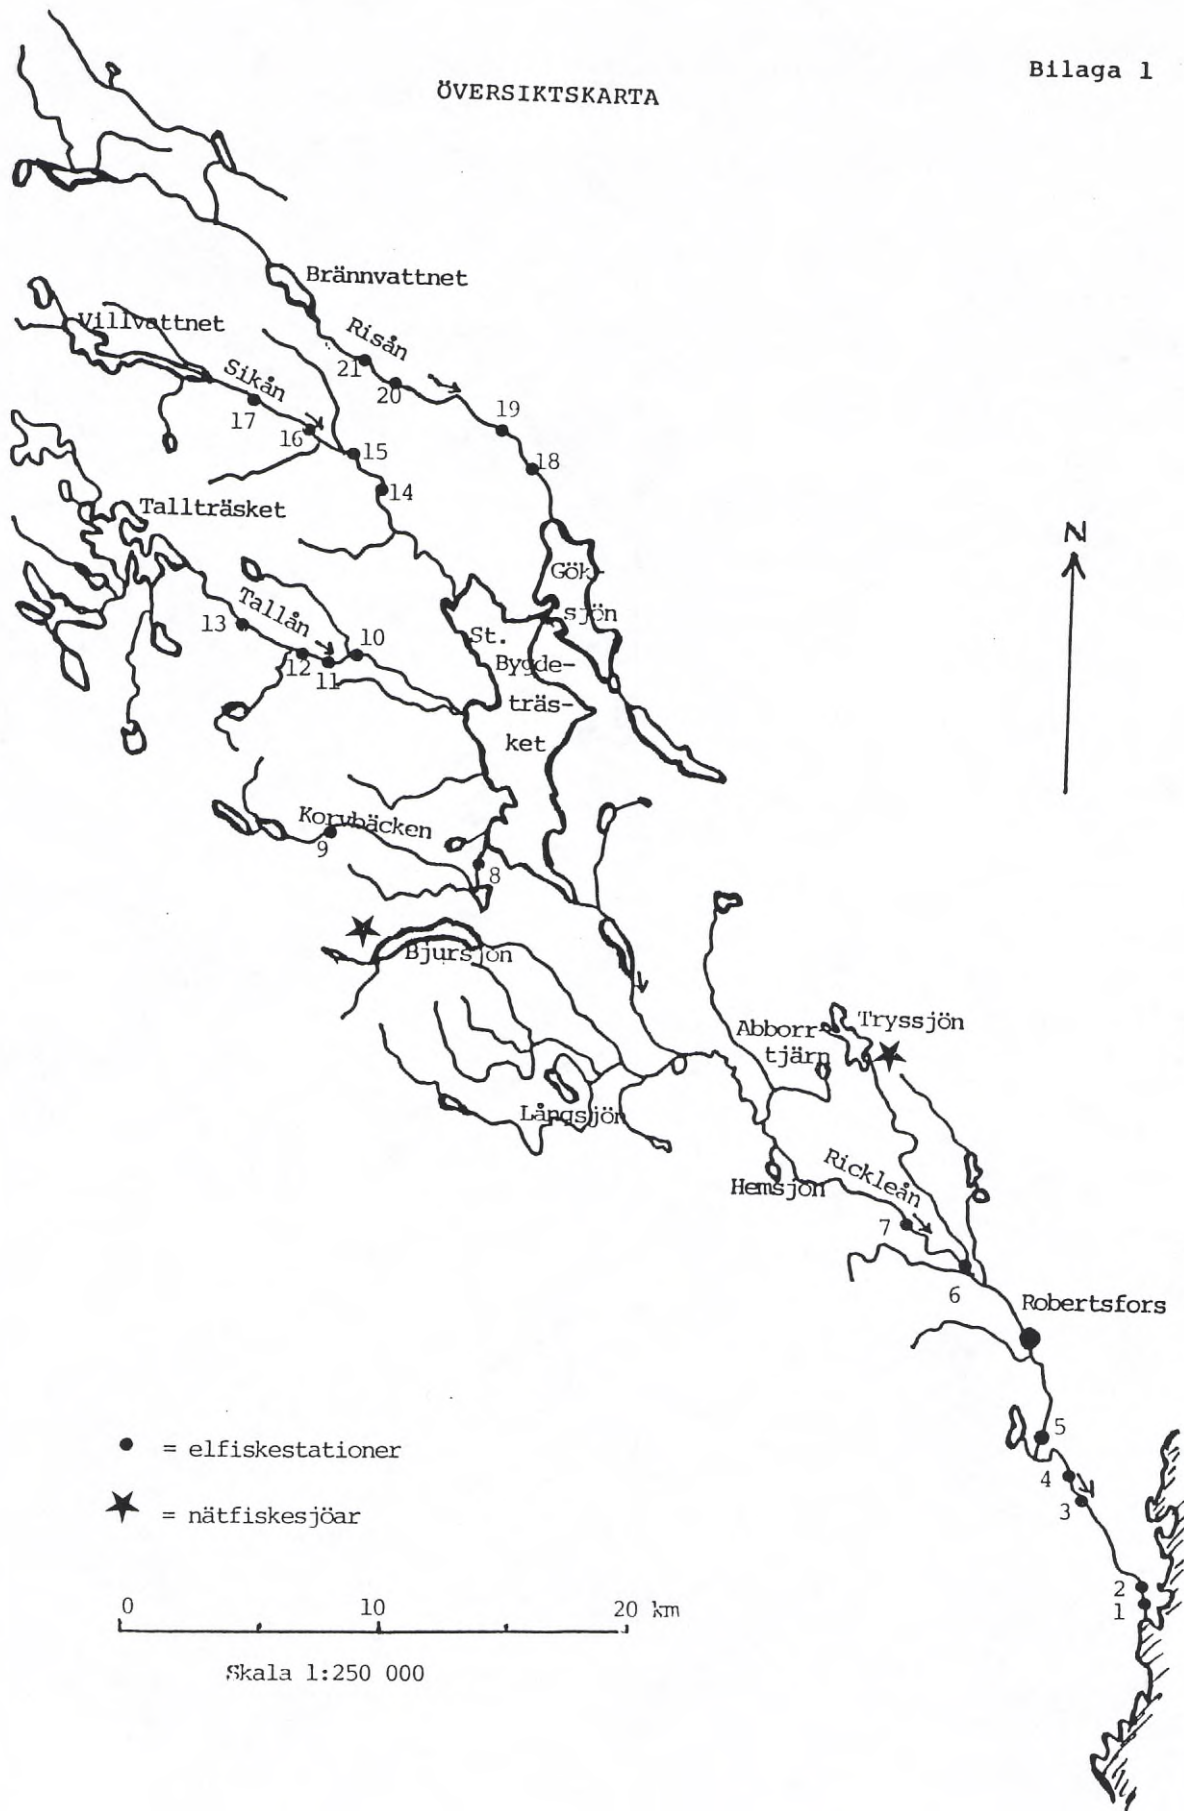 Bilaga 1
ÖVERSIKTSKARTA
Brännvattnet
Villvattnet
Risån
Sikån
21
20
19
17
16
15
18
14
Tallträsket
N
Gök-
sjön
Tallån
13
12
11
10
St.
Bygde-
träs-
ket
Korvbäcken
9
8
Bjursjön
Abborr-
tjärn
Tryssjön
Långsjön
Hemsjön
Rickleån
7
6
Robertsfors
5
4
3
2
1
● = elfiskestationer
★ = nätfiskesjöar
0 10 20 km
Skala 1:250 000